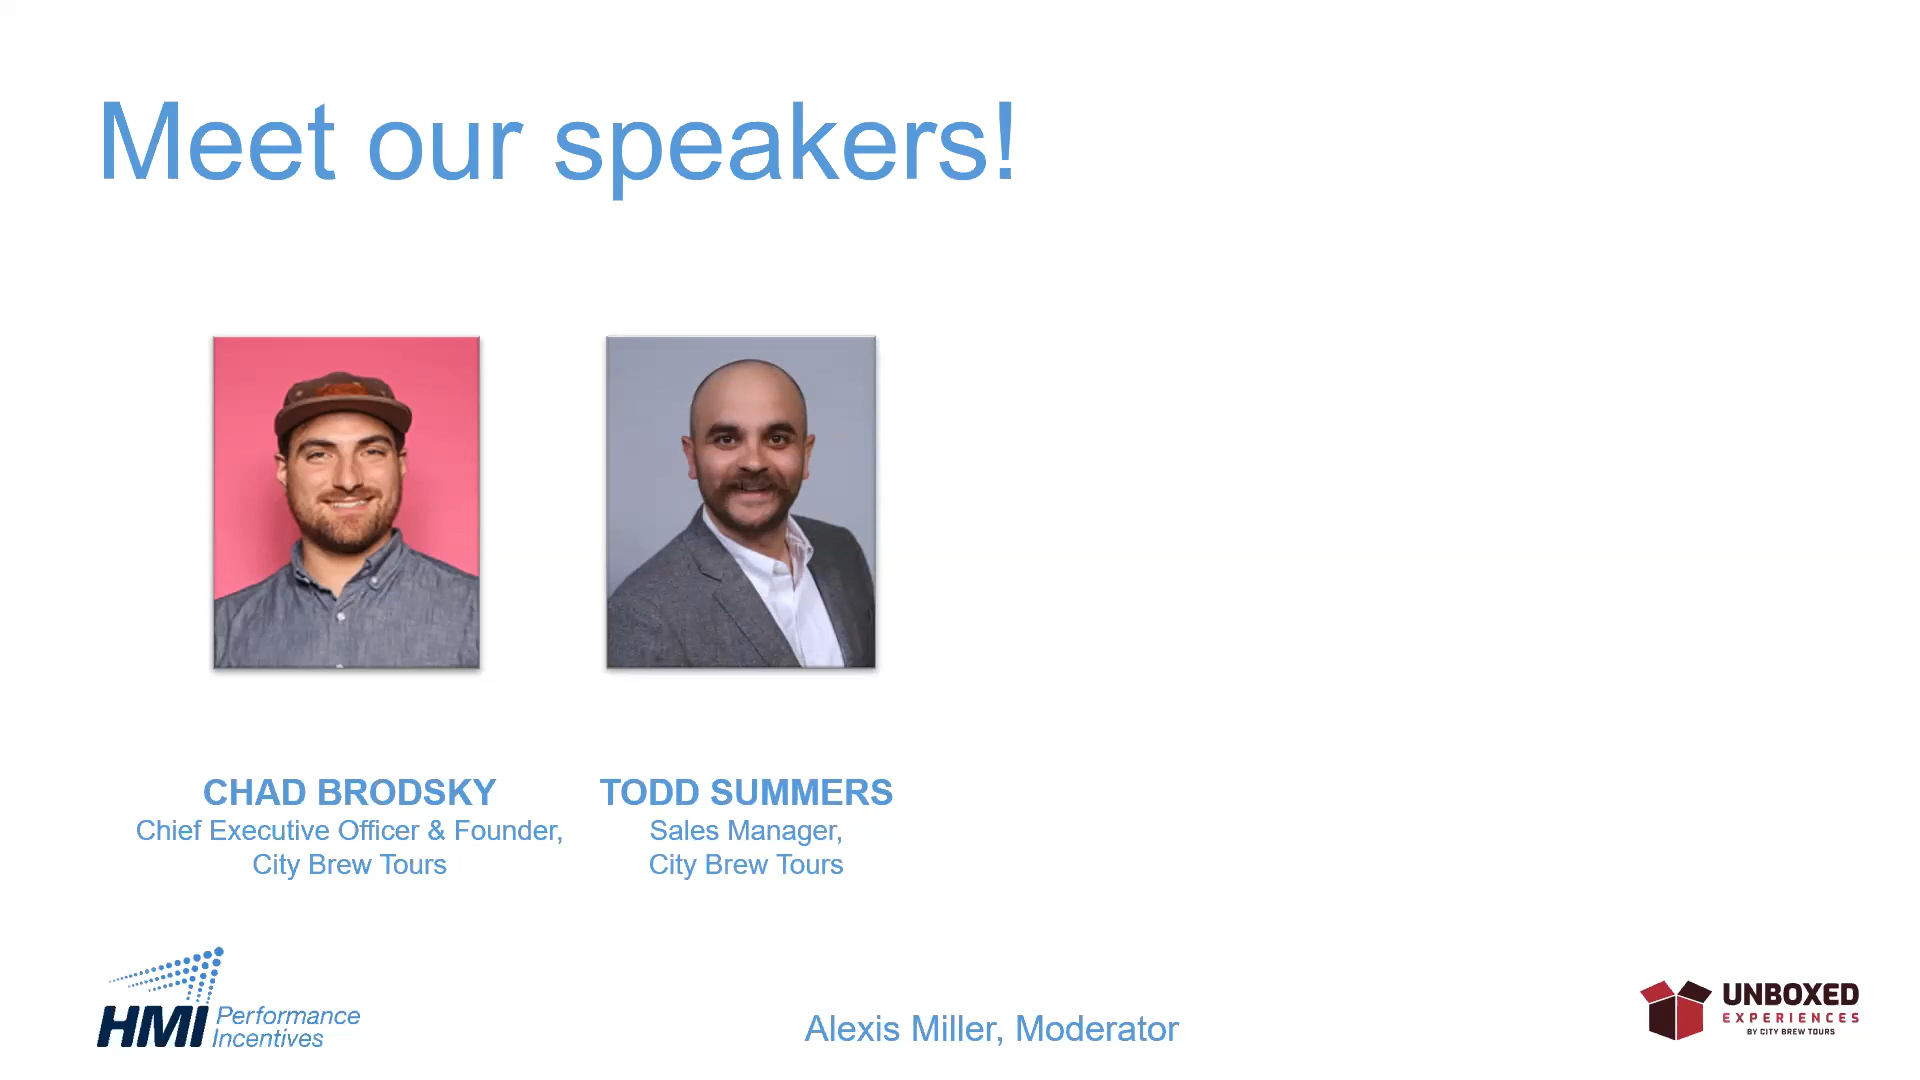 Meet our speakers!
CHAD BRODSKY
Chief Executive Officer & Founder,
City Brew Tours
TODD SUMMERS
Sales Manager,
City Brew Tours
HMI Performance
Incentives
Alexis Miller, Moderator
UNBOXED
EXPERIENCES
BY CITY BREW TOURS